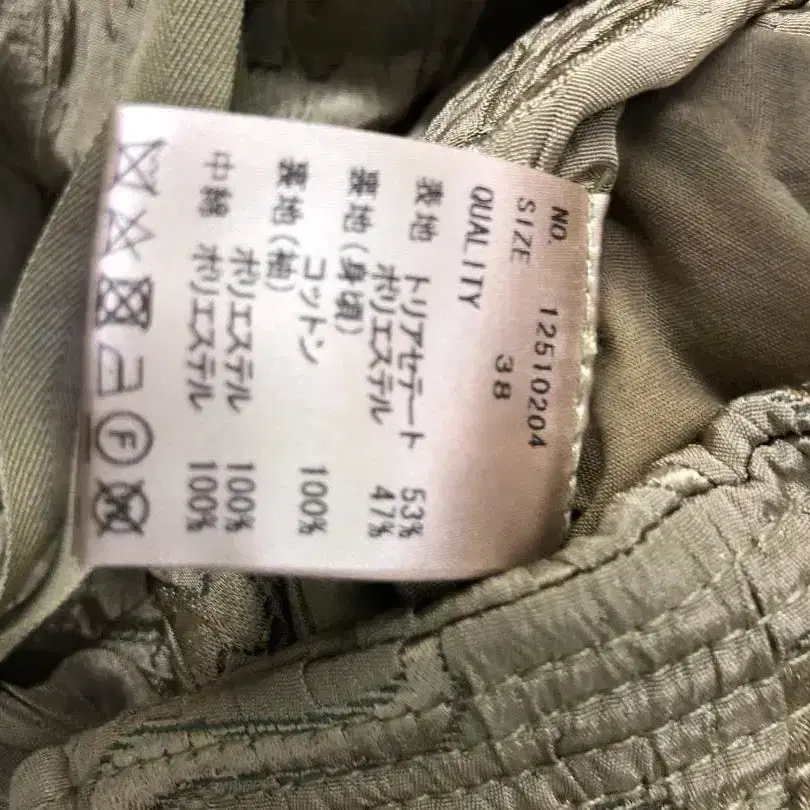 NO. 12510204
SIZE 38
QUALITY
表地 トリアセテート 53%
ポリエステル 47%
裏地(身頃)
コットン 100%
裏地(袖)
ポリエステル 100%
中綿 ポリエステル 100%
F